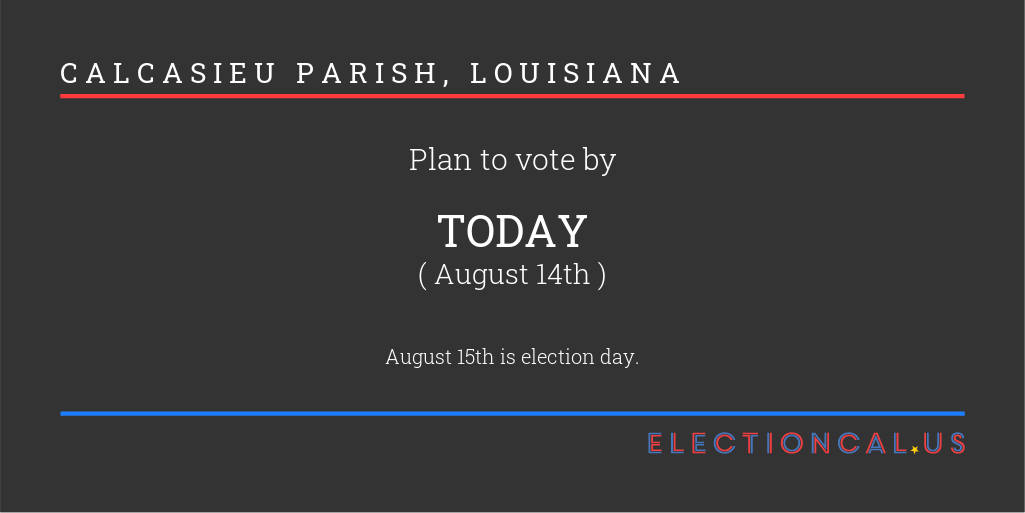 CALCASIEU PARISH, LOUISIANA
Plan to vote by
TODAY
( August 14th )
August 15th is election day.
ELECTIONCAL.US